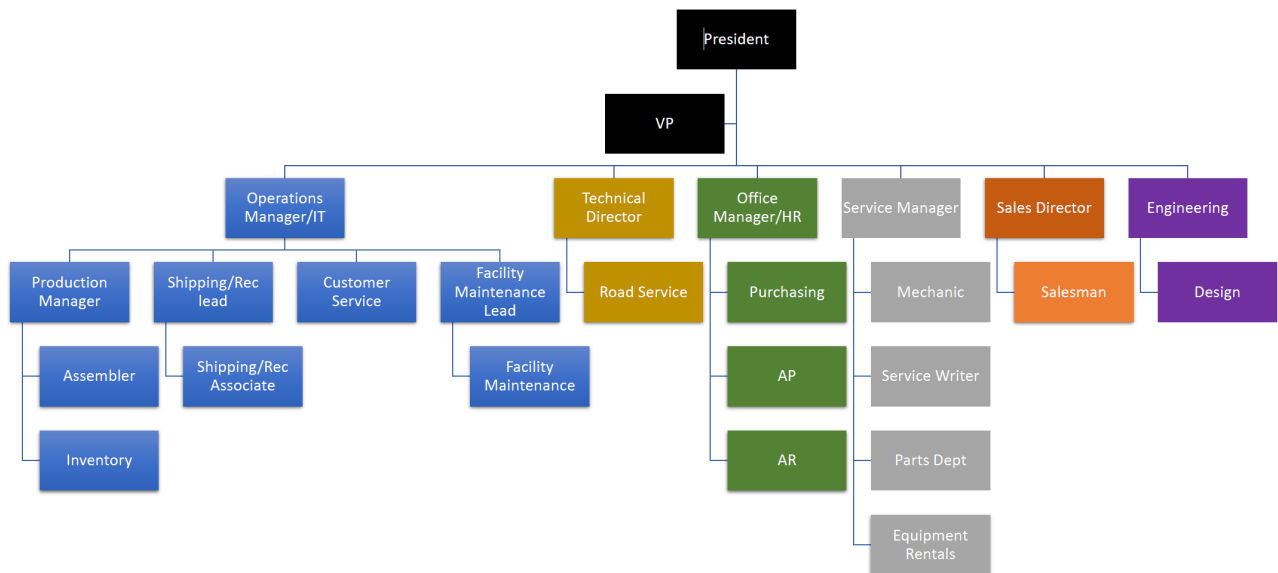 President
VP
Operations
Manager/IT
Technical
Director
Office
Manager/HR
Service Manager
Sales Director
Engineering
Production
Manager
Shipping/Rec
lead
Customer
Service
Facility
Maintenance
Lead
Road Service
Purchasing
Mechanic
Salesman
Design
Assembler
Shipping/Rec
Associate
Facility
Maintenance
AP
Service Writer
Inventory
AR
Parts Dept
Equipment
Rentals